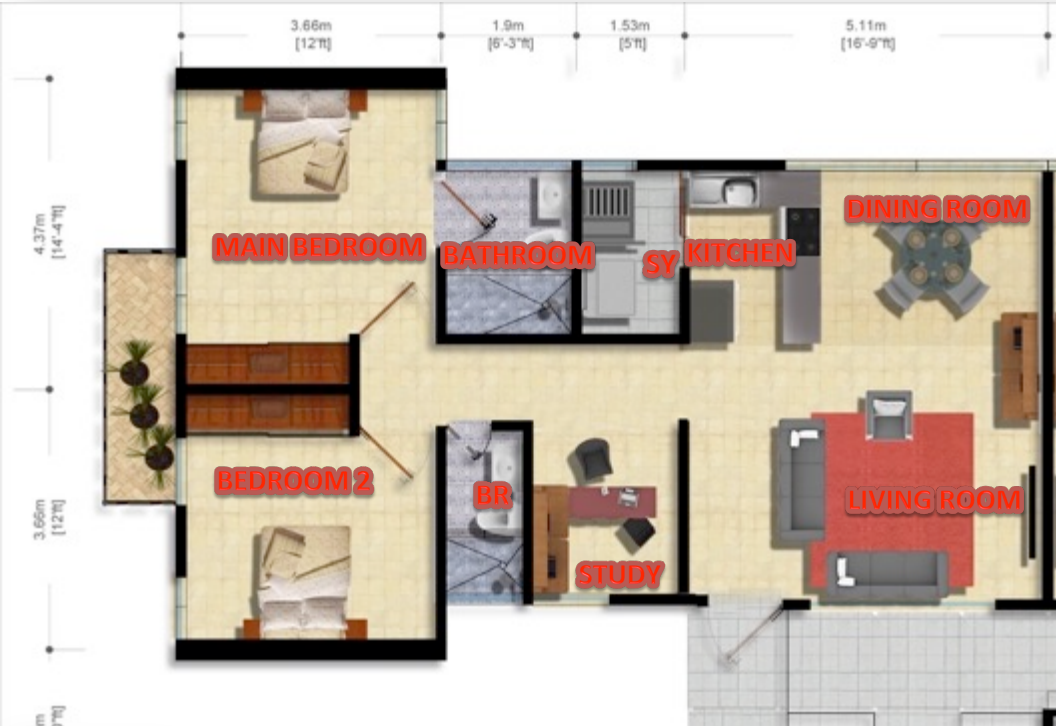 3.66m
[12'ft]
1.9m
[6'-3"ft]
1.53m
[5'ft]
5.11m
[16'-9"ft]
4.37m
[14'-4"ft]
MAIN BEDROOM
BATHROOM
SY
KITCHEN
DINING ROOM
BEDROOM 2
BR
STUDY
LIVING ROOM
3.66m
[12'ft]